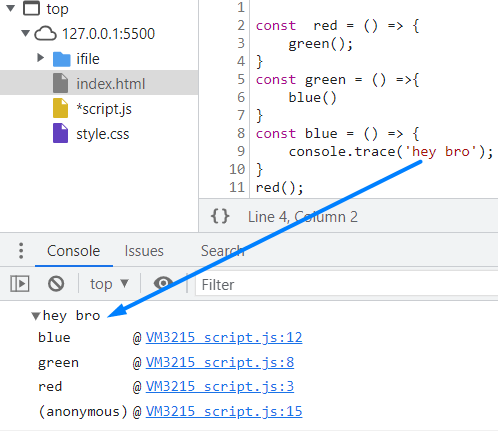 top
127.0.0.1:5500
ifile
index.html
*script.js
style.css
1
2 const  red = () => {
3     green();
4 }
5 const green = () =>{
6     blue()
7 }
8 const blue = () => {
9     console.trace('hey bro');
10 }
11 red();
{} Line 4, Column 2
Console Issues Search
top Filter
hey bro
blue @ VM3215 script.js:12
green @ VM3215 script.js:8
red @ VM3215 script.js:3
(anonymous) @ VM3215 script.js:15